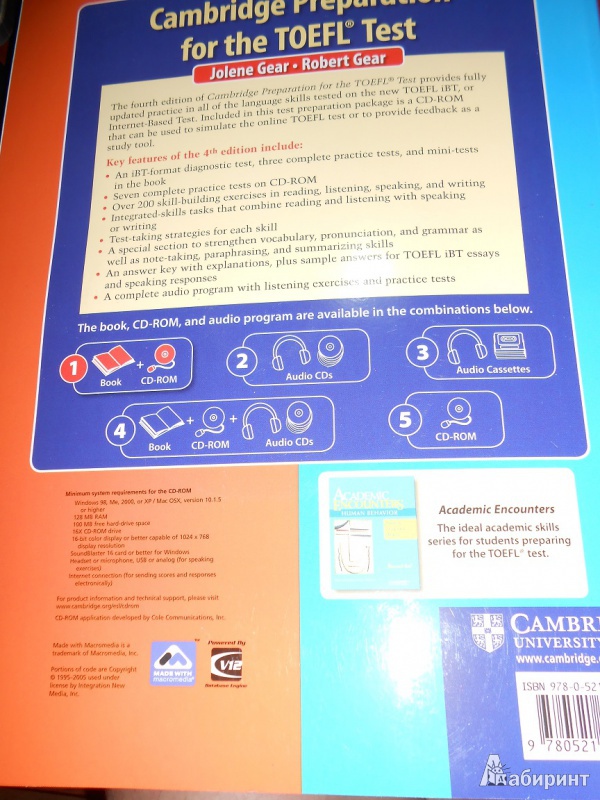 Cambridge Preparation
for the TOEFL® Test
Jolene Gear • Robert Gear
The fourth edition of Cambridge Preparation for the TOEFL® Test provides fully
updated practice in all of the language skills tested on the new TOEFL iBT, or
Internet-Based Test. Included in this test preparation package is a CD-ROM
that can be used to simulate the online TOEFL test or to provide feedback as a
study tool.
Key features of the 4th edition include:
• An iBT-format diagnostic test, three complete practice tests, and mini-tests
in the book
• Seven complete practice tests on CD-ROM
• Over 200 skill-building exercises in reading, listening, speaking, and writing
• Integrated-skills tasks that combine reading and listening with speaking
or writing
• Test-taking strategies for each skill
• A special section to strengthen vocabulary, pronunciation, and grammar as
well as note-taking, paraphrasing, and summarizing skills
• An answer key with explanations, plus sample answers for TOEFL iBT essays
and speaking responses
• A complete audio program with listening exercises and practice tests
The book, CD-ROM, and audio program are available in the combinations below.
1 Book + CD-ROM
2 Audio CDs
3 Audio Cassettes
4 Book + CD-ROM + Audio CDs
5 CD-ROM
Minimum system requirements for the CD-ROM
Windows 98, Me, 2000, or XP / Mac OSX, version 10.1.5
or higher
128 MB RAM
100 MB free hard-drive space
16X CD-ROM drive
16-bit color display or better capable of 1024 x 768
display resolution
SoundBlaster 16 card or better for Windows
Headset or microphone, USB or analog (for speaking
exercises)
Internet connection (for sending scores and responses
electronically)
For product information and technical support, please visit
www.cambridge.org/esl/cdrom
CD-ROM application developed by Cole Communications, Inc.
Made with Macromedia is a
trademark of Macromedia, Inc.
Portions of code are Copyright
© 1995-2005 used under
license by Integration New
Media, Inc.
MADE WITH
macromedia
™
Powered By
V12
Database Engine
ACADEMIC
ENCOUNTERS
HUMAN BEHAVIOR
Academic Encounters
The ideal academic skills
series for students preparing
for the TOEFL® test.
CAMBR
UNIVERSITY
www.cambridge.
ISBN 978-0-521
9 780521
Лабиринт